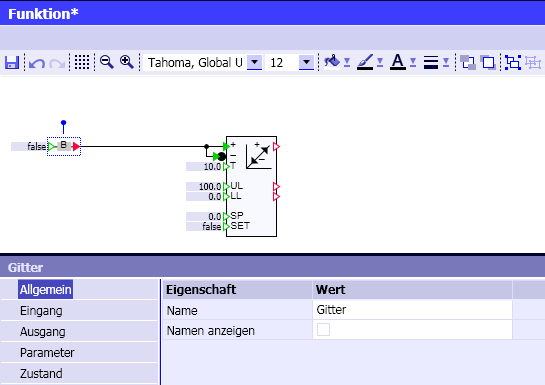 Funktion*
Tahoma, Global U 12 A
false B
+
−
T
10.0
+
−
100.0 UL
0.0 LL
0.0 SP
false SET
Gitter
Allgemein
Eingang
Ausgang
Parameter
Zustand
Eigenschaft Wert
Name Gitter
Namen anzeigen